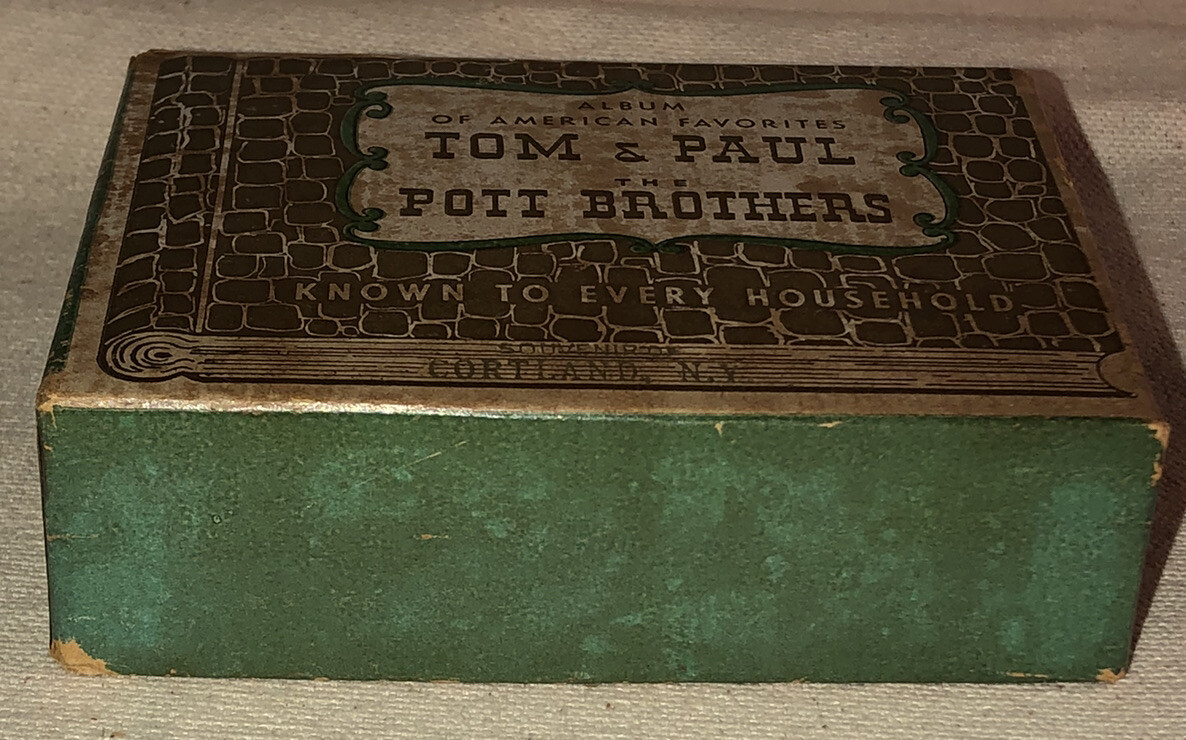 ALBUM
OF AMERICAN FAVORITES
TOM & PAUL
THE
POTT BROTHERS
KNOWN TO EVERY HOUSEHOLD
SOUVENIR OF
CORTLAND, N.Y.